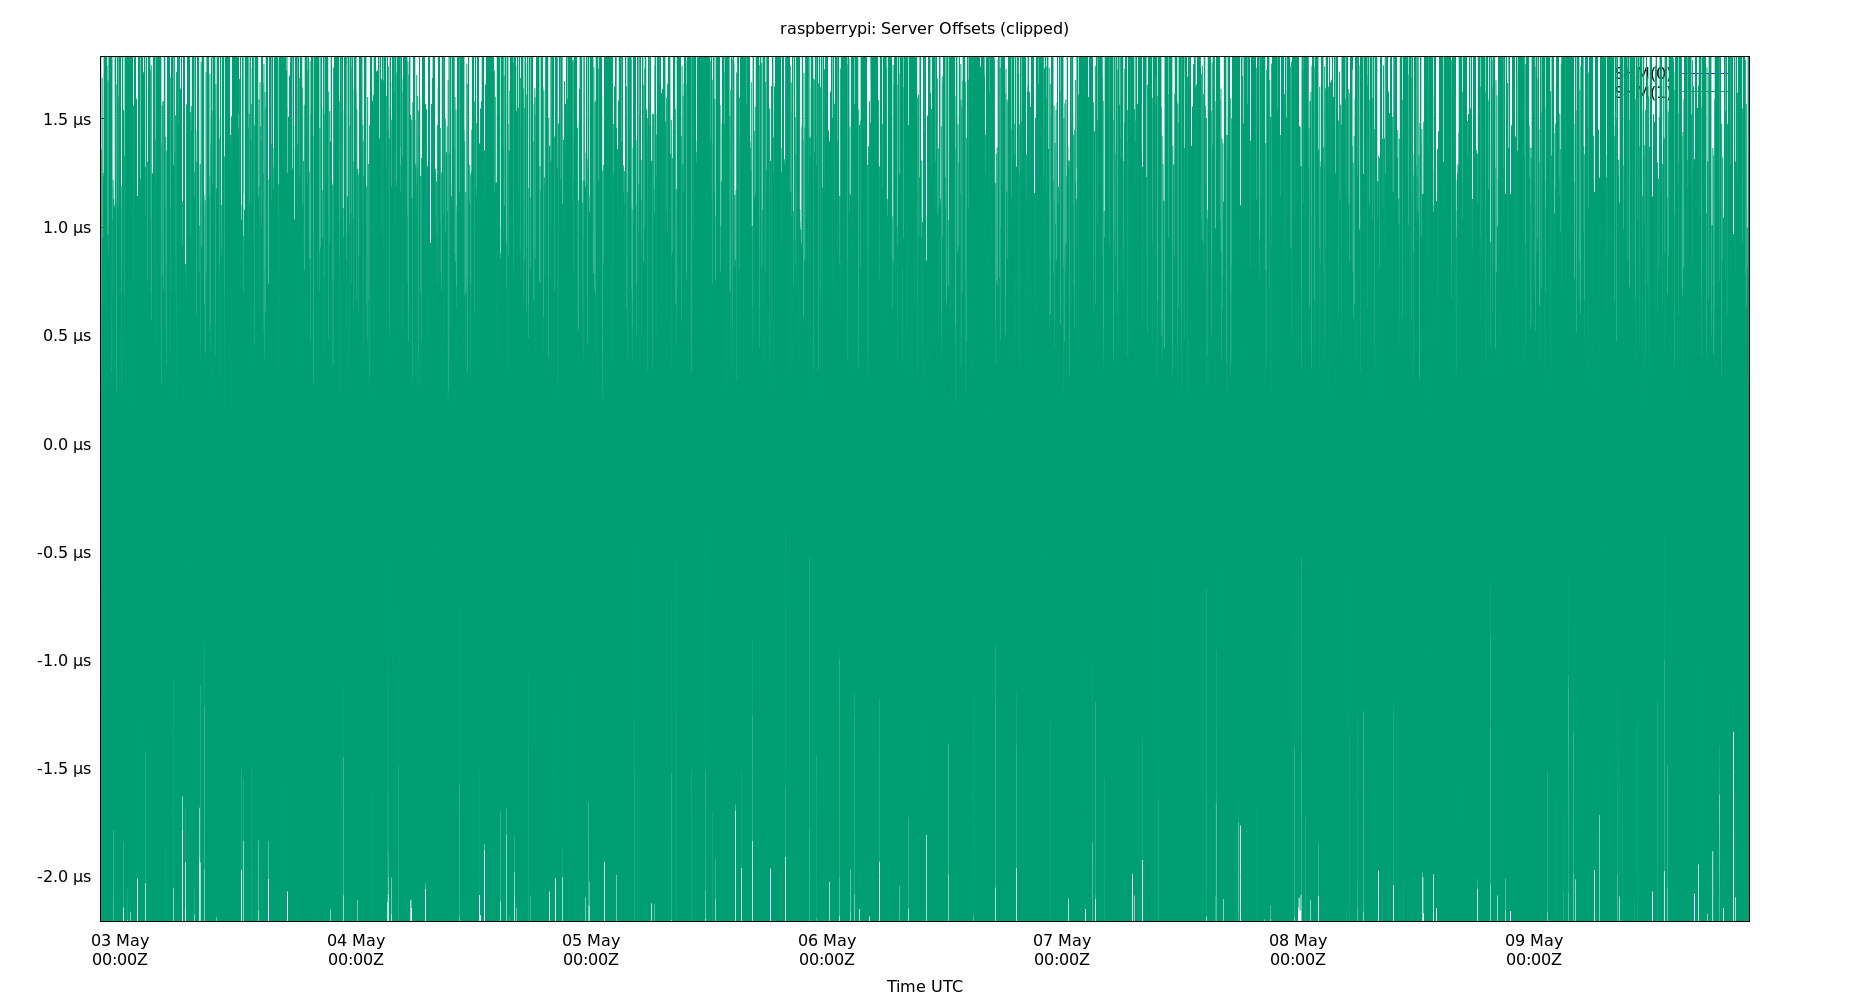 raspberrypi: Server Offsets (clipped)
1.5 µs
1.0 µs
0.5 µs
0.0 µs
-0.5 µs
-1.0 µs
-1.5 µs
-2.0 µs
03 May 04 May 05 May 06 May 07 May 08 May 09 May
00:00Z 00:00Z 00:00Z 00:00Z 00:00Z 00:00Z 00:00Z
Time UTC